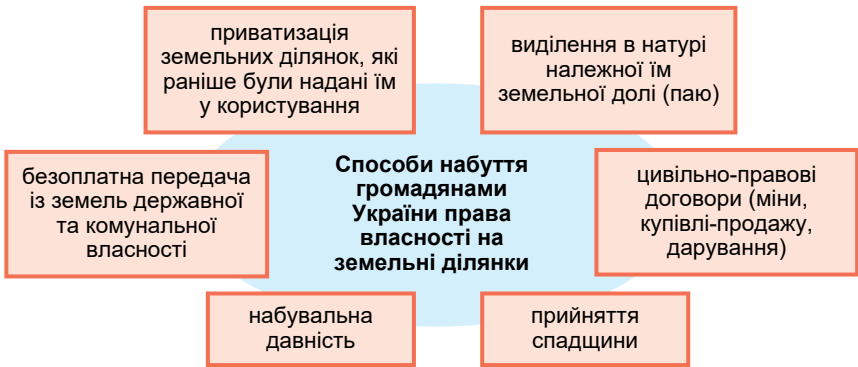 приватизація
земельних ділянок, які
раніше були надані їм
у користування
виділення в натурі
належної їм
земельної долі (паю)
безоплатна передача
із земель державної
та комунальної
власності
Способи набуття
громадянами
України права
власності на
земельні ділянки
цивільно-правові
договори (міни,
купівлі-продажу,
дарування)
набувальна
давність
прийняття
спадщини